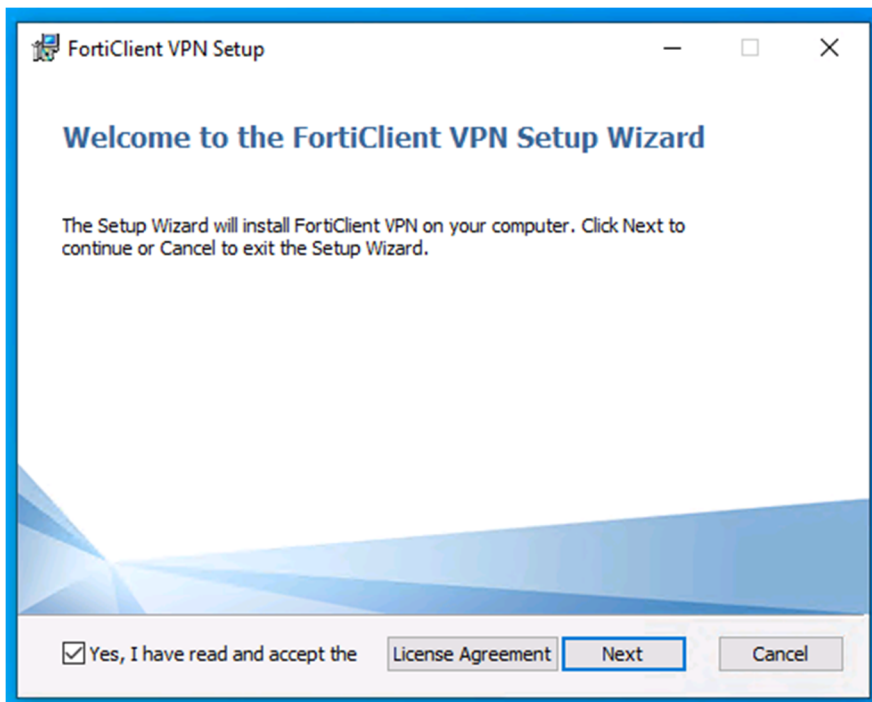 FortiClient VPN Setup
Welcome to the FortiClient VPN Setup Wizard
The Setup Wizard will install FortiClient VPN on your computer. Click Next to
continue or Cancel to exit the Setup Wizard.
Yes, I have read and accept the License Agreement Next Cancel